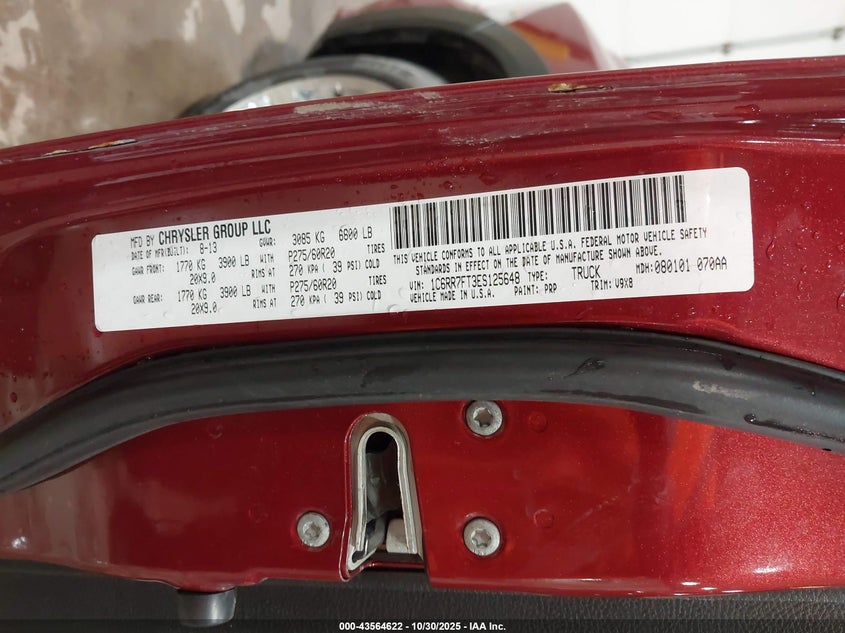 MFD BY CHRYSLER GROUP LLC
DATE OF MFR(BUILT): 8-13 GVWR: 3085 KG 6800 LB
GAWR FRONT: 1770 KG 3900 LB WITH P275/60R20 TIRES
20X9.0 RIMS AT 270 KPA ( 39 PSI) COLD
GAWR REAR: 1770 KG 3900 LB WITH P275/60R20 TIRES
20X9.0 RIMS AT 270 KPA ( 39 PSI) COLD
THIS VEHICLE CONFORMS TO ALL APPLICABLE U.S.A. FEDERAL MOTOR VEHICLE SAFETY
STANDARDS IN EFFECT ON THE DATE OF MANUFACTURE SHOWN ABOVE.
VIN: 1C6RR7FT3ES125648 TYPE: TRUCK MDH: 080101 070AA
VEHICLE MADE IN U.S.A. PAINT: PRP TRIM: V9X8
000-43564622 - 10/30/2025 - IAA Inc.